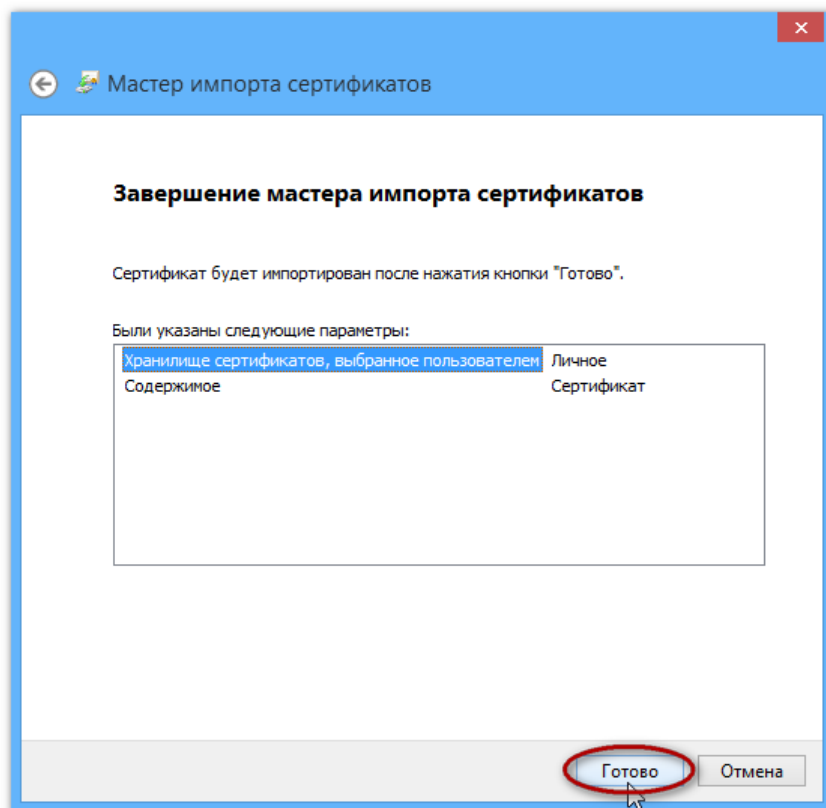 Мастер импорта сертификатов
Завершение мастера импорта сертификатов
Сертификат будет импортирован после нажатия кнопки "Готово".
Были указаны следующие параметры:
Хранилище сертификатов, выбранное пользователем Личное
Содержимое Сертификат
Готово Отмена